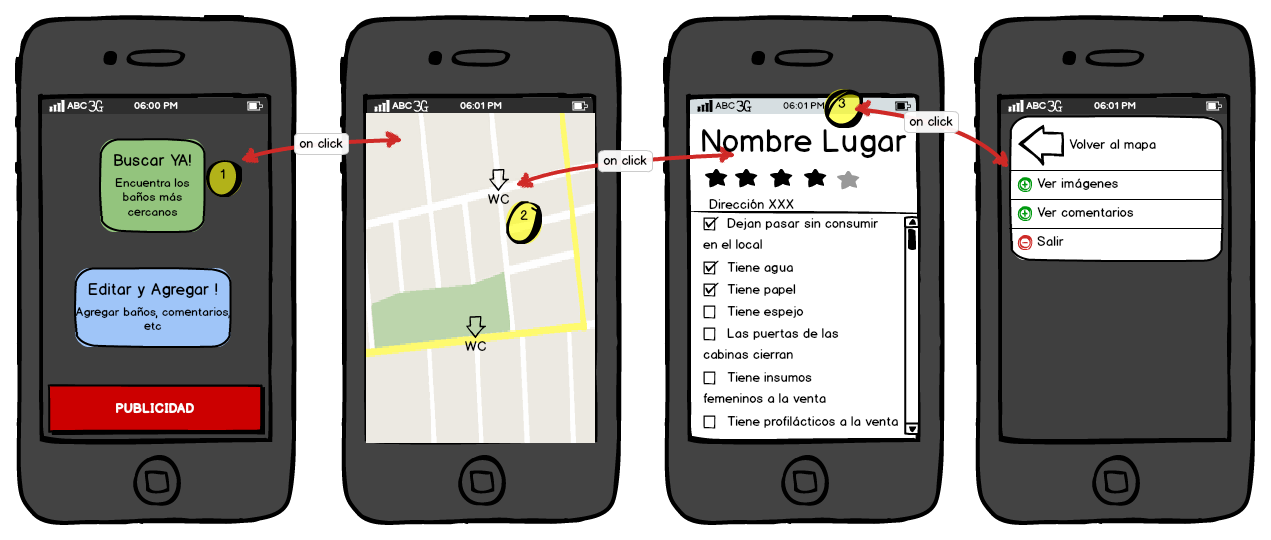 ABC 3G 06:00 PM
Buscar YA!
Encuentra los
baños más
cercanos
1
Editar y Agregar !
Agregar baños, comentarios,
etc
PUBLICIDAD
on click
ABC 3G 06:01 PM
WC
2
WC
on click
ABC 3G 06:01 PM
3
Nombre Lugar
Dirección XXX
Dejan pasar sin consumir
en el local
Tiene agua
Tiene papel
Tiene espejo
Las puertas de las
cabinas cierran
Tiene insumos
femeninos a la venta
Tiene profilácticos a la venta
on click
ABC 3G 06:01 PM
Volver al mapa
Ver imágenes
Ver comentarios
Salir